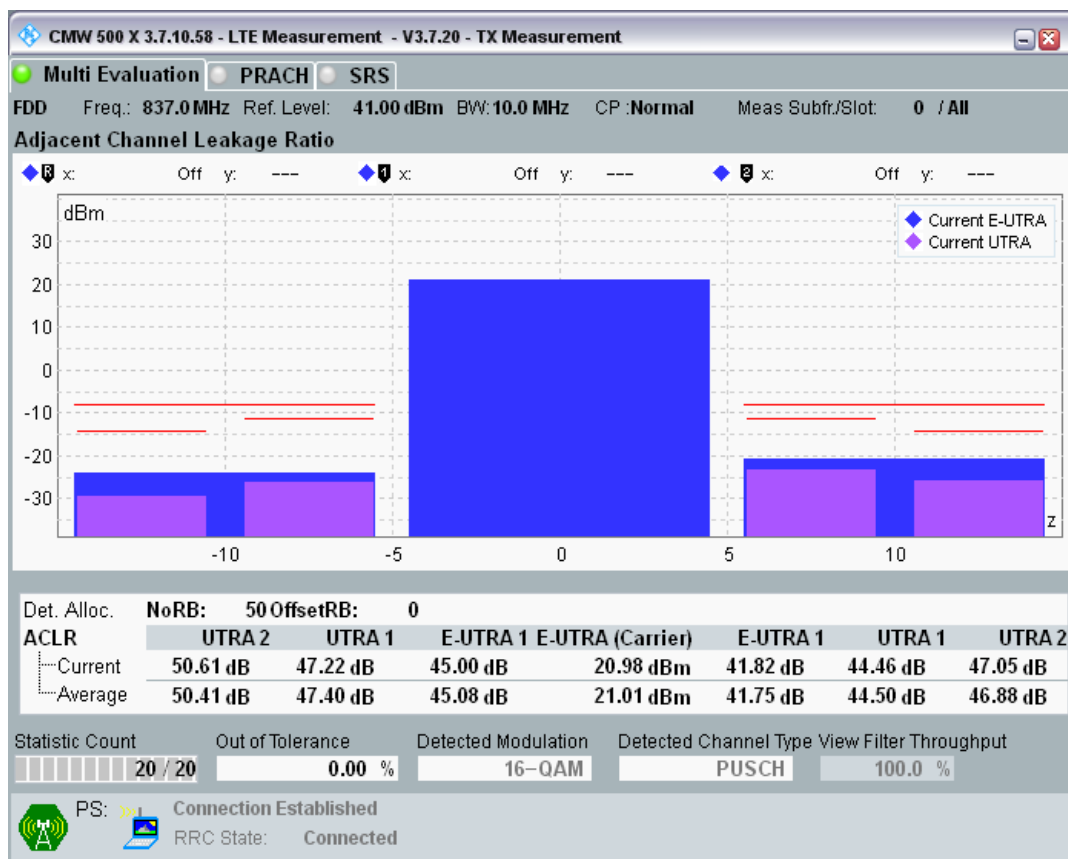 CMW 500 X 3.7.10.58 - LTE Measurement - V3.7.20 - TX Measurement
Multi Evaluation PRACH SRS
FDD Freq.: 837.0 MHz Ref. Level: 41.00 dBm BW: 10.0 MHz CP :Normal Meas Subfr./Slot: 0 / All
Adjacent Channel Leakage Ratio
R x: Off y: --- 1 x: Off y: --- 2 x: Off y: ---
dBm
Current E-UTRA
Current UTRA
30
20
10
0
-10
-20
-30
z
-10 -5 0 5 10
Det. Alloc. NoRB: 50 OffsetRB: 0
ACLR UTRA 2 UTRA 1 E-UTRA 1 E-UTRA (Carrier) E-UTRA 1 UTRA 1 UTRA 2
Current 50.61 dB 47.22 dB 45.00 dB 20.98 dBm 41.82 dB 44.46 dB 47.05 dB
Average 50.41 dB 47.40 dB 45.08 dB 21.01 dBm 41.75 dB 44.50 dB 46.88 dB
Statistic Count Out of Tolerance Detected Modulation Detected Channel Type View Filter Throughput
20 / 20 0.00 % 16-QAM PUSCH 100.0 %
PS: Connection Established
RRC State: Connected